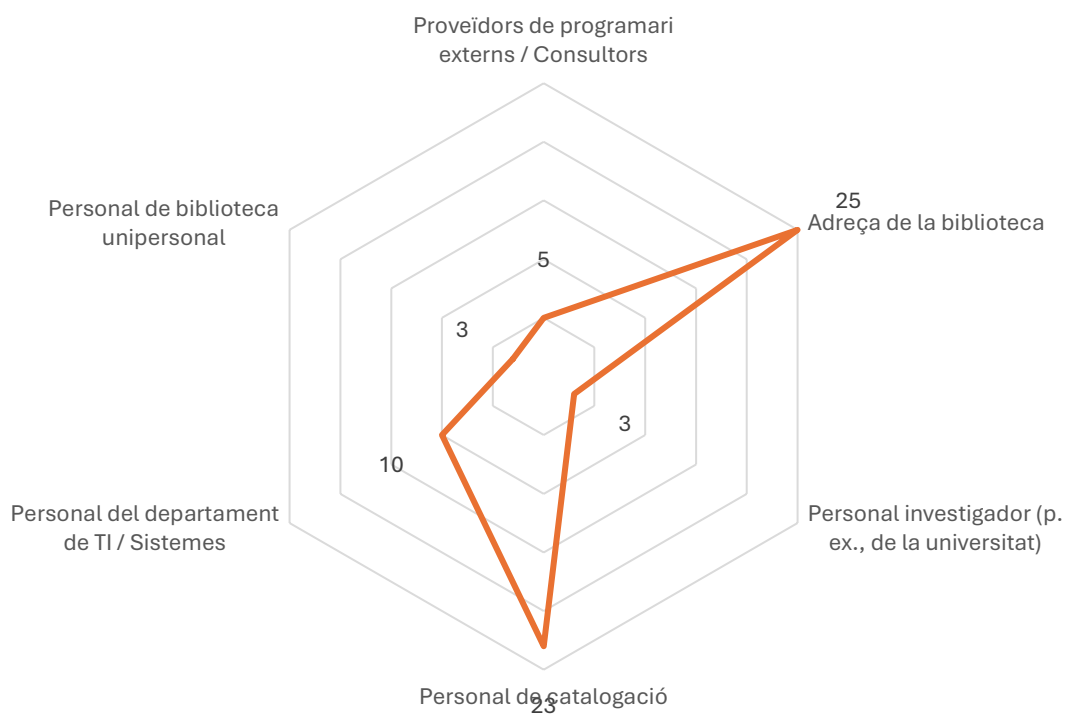 Proveïdors de programari
externs / Consultors
25
Adreça de la biblioteca
Personal de biblioteca
unipersonal
5
3
3
10
Personal del departament
de TI / Sistemes
Personal investigador (p.
ex., de la universitat)
Personal de catalogació
23